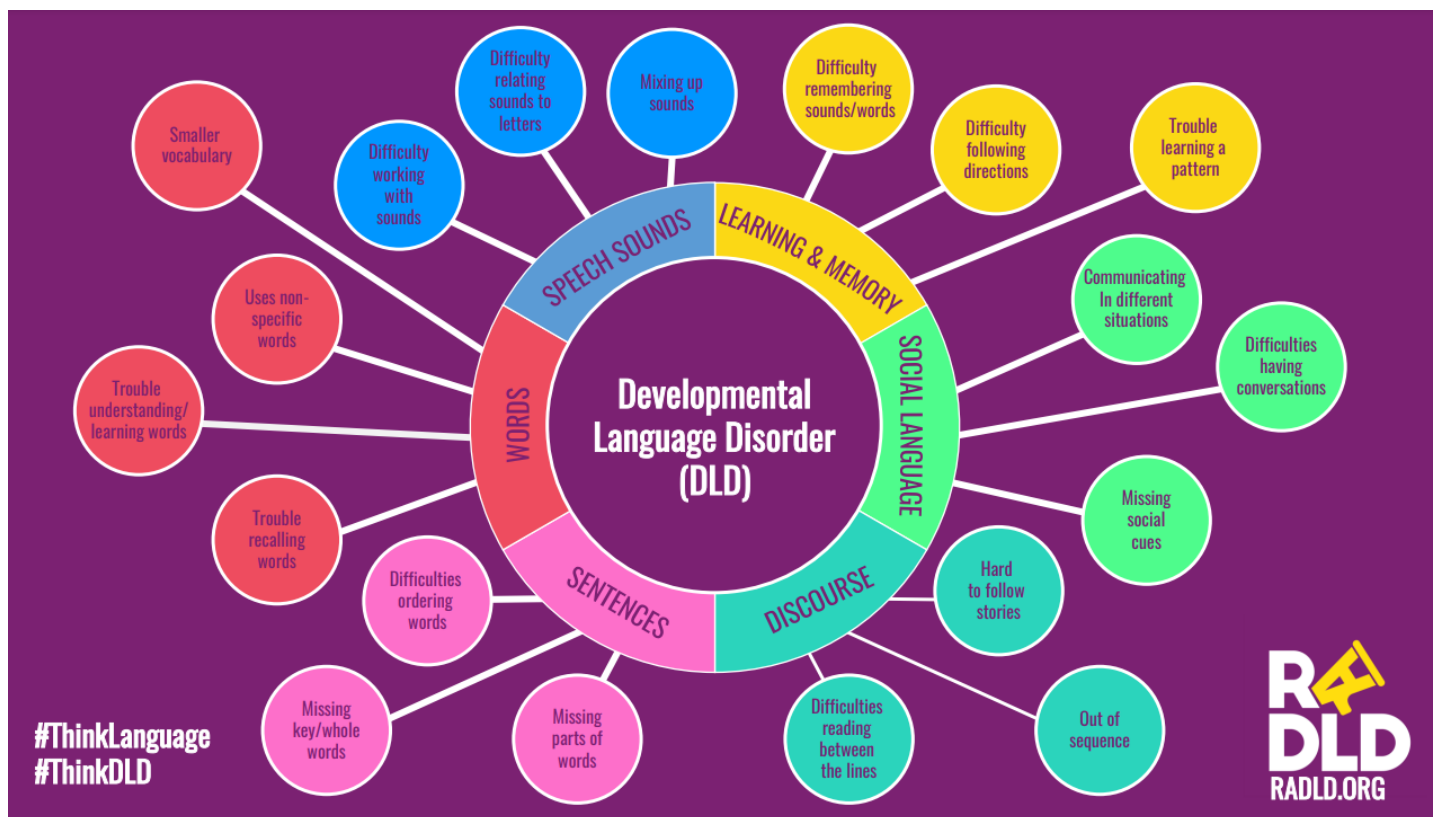 Developmental
Language Disorder
(DLD)
SPEECH SOUNDS
Difficulty
working
with
sounds
Difficulty
relating
sounds to
letters
Mixing up
sounds
LEARNING & MEMORY
Difficulty
remembering
sounds/words
Difficulty
following
directions
Trouble
learning a
pattern
SOCIAL LANGUAGE
Communicating
In different
situations
Difficulties
having
conversations
Missing
social
cues
DISCOURSE
Hard
to follow
stories
Out of
sequence
Difficulties
reading
between
the lines
SENTENCES
Missing
parts of
words
Missing
key/whole
words
Difficulties
ordering
words
WORDS
Trouble
recalling
words
Trouble
understanding/
learning words
Uses non-
specific
words
Smaller
vocabulary
#ThinkLanguage
#ThinkDLD
RA
DLD
RADLD.ORG